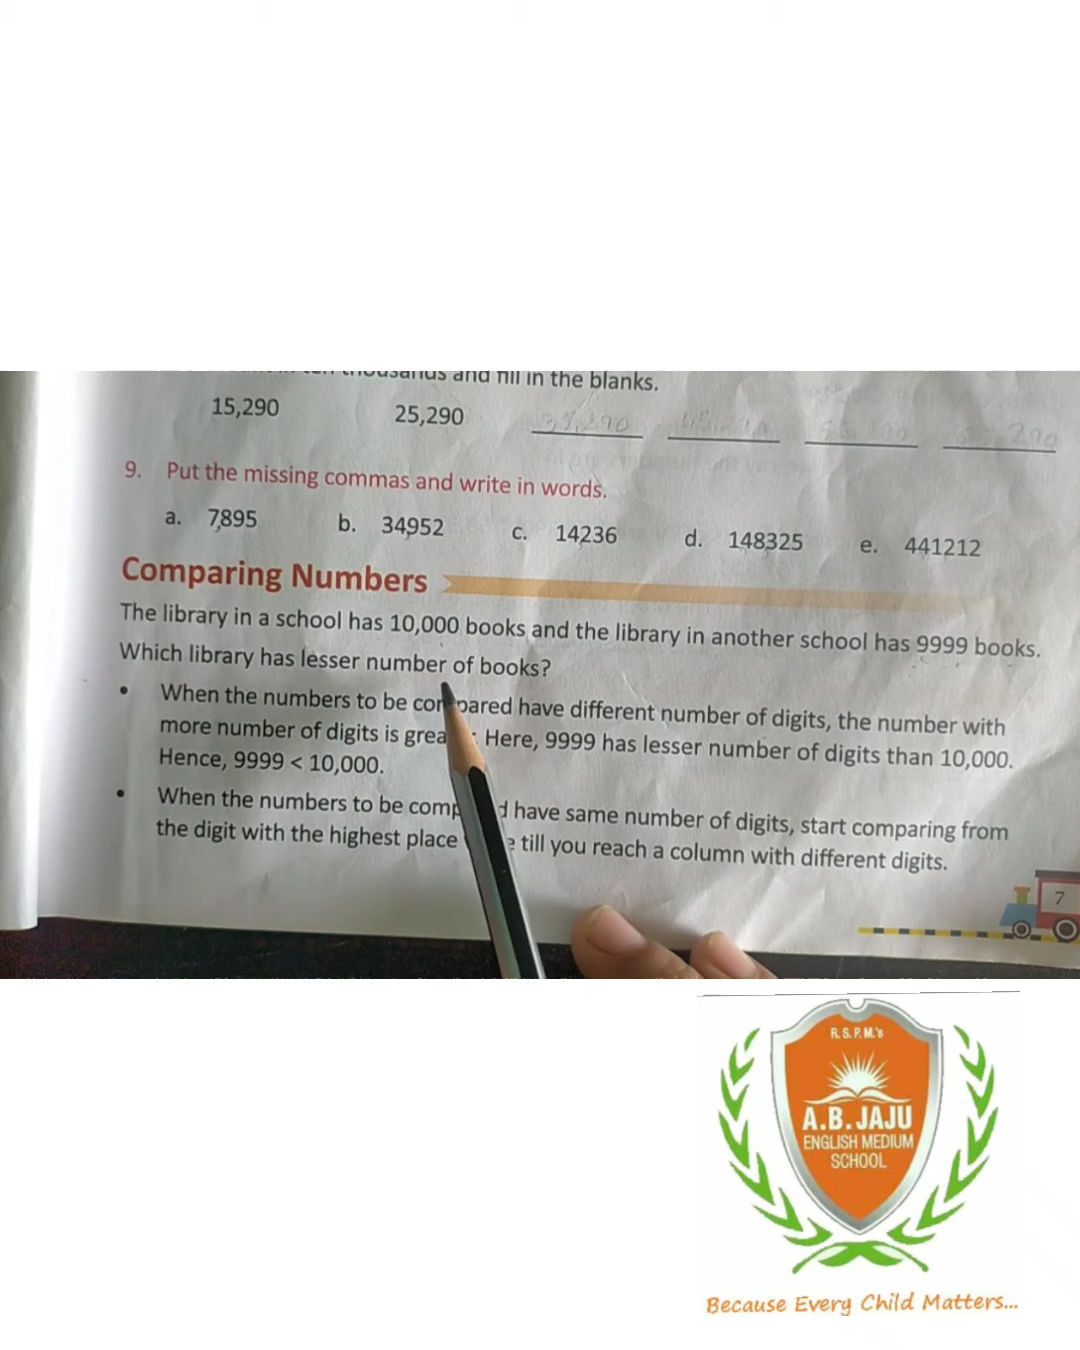 thousands and fill in the blanks.
15,290 25,290 290
9. Put the missing commas and write in words.
a. 7,895 b. 34,952 c. 14,236 d. 148,325 e. 441212
Comparing Numbers
The library in a school has 10,000 books and the library in another school has 9999 books.
Which library has lesser number of books?
• When the numbers to be compared have different number of digits, the number with
more number of digits is Here, 9999 has lesser number of digits than 10,000.
Hence, 9999 < 10,000.
• When the numbers to be have same number of digits, start comparing from
the digit with the highest place till you reach a column with different digits.
7
R.S.P.M.'s
A.B. JAJU
ENGLISH MEDIUM
SCHOOL
Because Every Child Matters...